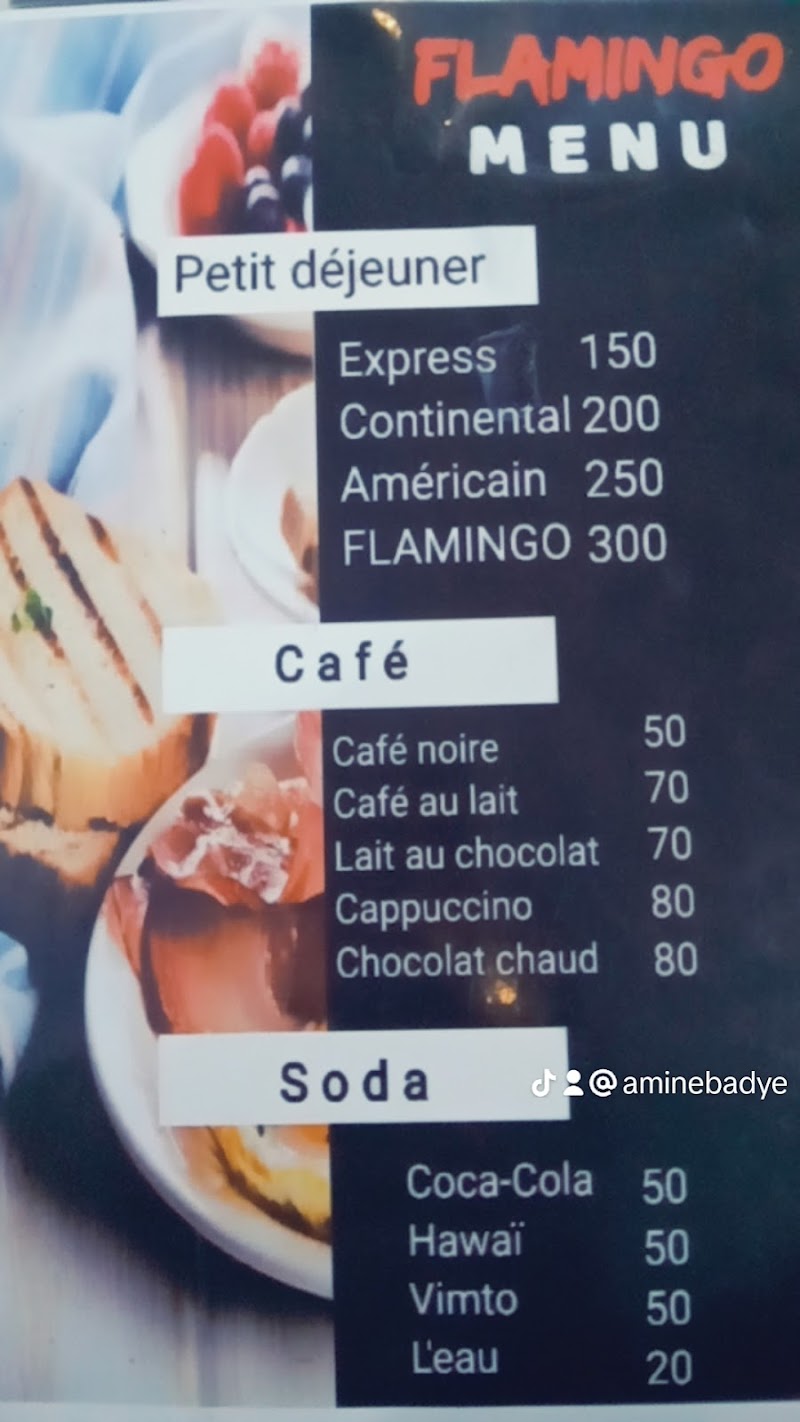 FLAMINGO
MENU
Petit déjeuner
Express 150
Continental 200
Américain 250
FLAMINGO 300
Café
Café noire 50
Café au lait 70
Lait au chocolat 70
Cappuccino 80
Chocolat chaud 80
Soda
@aminebadye
Coca-Cola 50
Hawaï 50
Vimto 50
L'eau 20